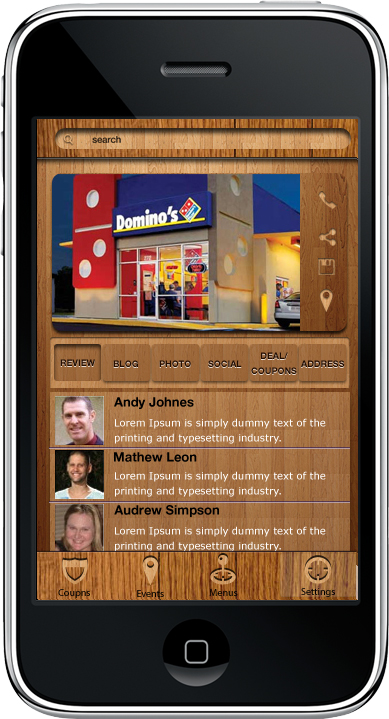 search
Domino's
REVIEW
BLOG
PHOTO
SOCIAL
DEAL/
COUPONS
ADDRESS
Andy Johnes
Lorem Ipsum is simply dummy text of the
printing and typesetting industry.
Mathew Leon
Lorem Ipsum is simply dummy text of the
printing and typesetting industry.
Audrew Simpson
Lorem Ipsum is simply dummy text of the
printing and typesetting industry.
Coupns
Events
Menus
Settings